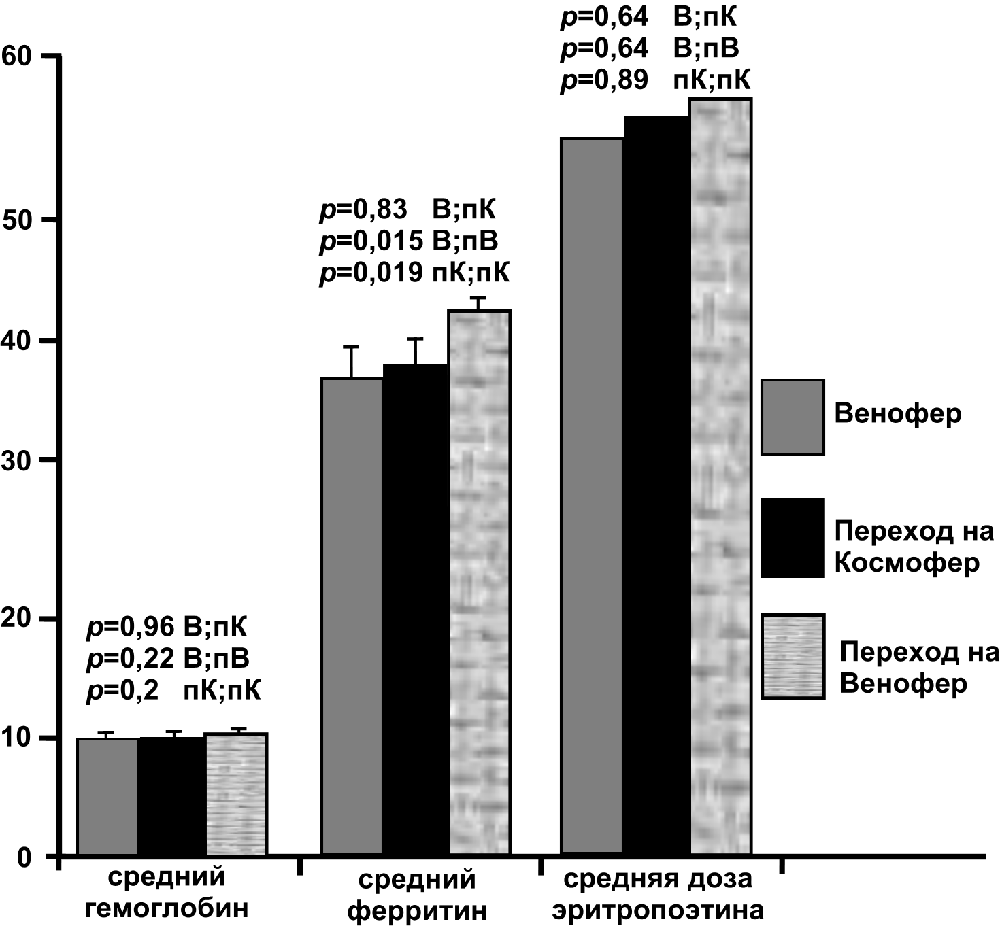 p=0,64 В;пК
p=0,64 В;пВ
p=0,89 пК;пК
60
50
p=0,83 В;пК
p=0,015 В;пВ
p=0,019 пК;пК
40
30
20
10
0
p=0,96 В;пК
p=0,22 В;пВ
p=0,2 пК;пК
Венофер
Переход на
Космофер
Переход на
Венофер
средний
гемоглобин
средний
ферритин
средняя доза
эритропоэтина